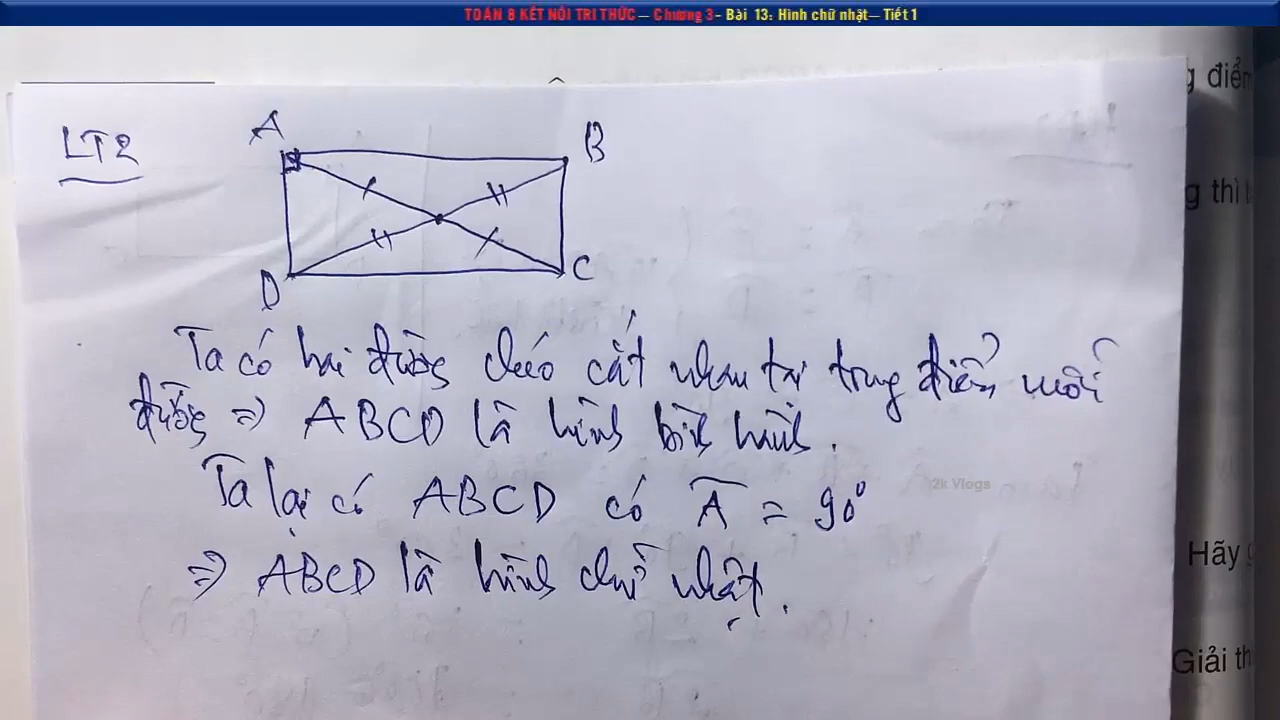 TOÁN 8 KẾT NỐI TRI THỨC – Chương 3 - Bài 13: Hình chữ nhật – Tiết 1
g điểm
LT2
A
B
g thì
D
C
Ta có hai đường chéo cắt nhau tại trung điểm mỗi
đường => ABCD là hình bình hành.
Ta lại có ABCD có Â = 90°
2k Vlogs
Hãy g
=> ABCD là hình chữ nhật.
Giải th